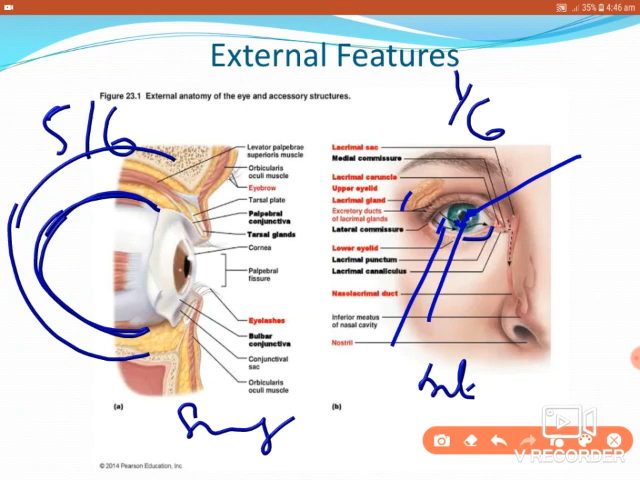 35% 4:46 am
External Features
Figure 23.1 External anatomy of the eye and accessory structures.
5/6
1/6
Levator palpebrae
superioris muscle
Orbicularis
oculi muscle
Eyebrow
Tarsal plate
Palpebral
conjunctiva
Tarsal glands
Cornea
Palpebral
fissure
Eyelashes
Bulbar
conjunctiva
Conjunctival
sac
Orbicularis
oculi muscle
(a)
Lacrimal sac
Medial commissure
Lacrimal caruncle
Upper eyelid
Lacrimal gland
Excretory ducts
of lacrimal glands
Lateral commissure
Lower eyelid
Lacrimal punctum
Lacrimal canaliculus
Nasolacrimal duct
Inferior meatus
of nasal cavity
Nostril
(b)
V RECORDER
© 2014 Pearson Education, Inc.